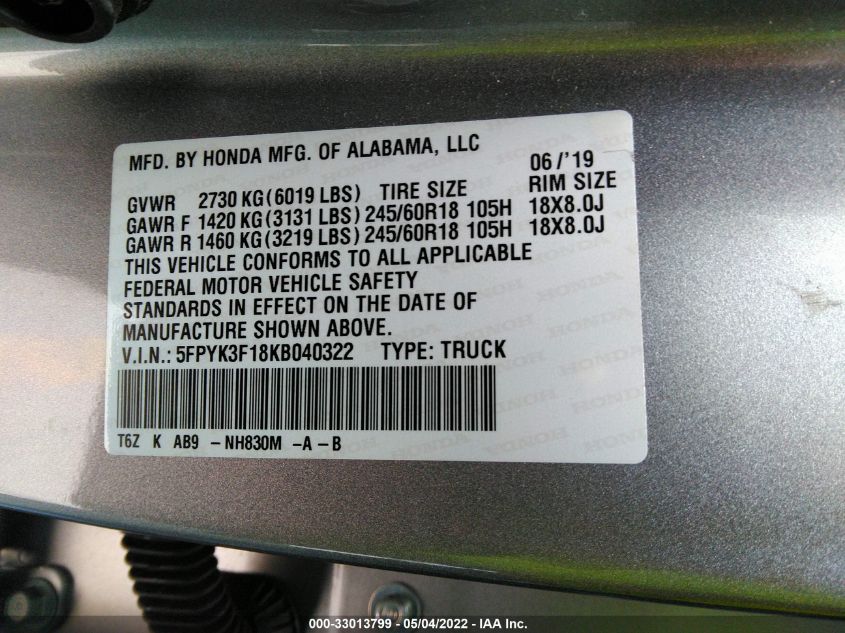 MFD. BY HONDA MFG. OF ALABAMA, LLC 06/'19
GVWR 2730 KG(6019 LBS) TIRE SIZE RIM SIZE
GAWR F 1420 KG(3131 LBS) 245/60R18 105H 18X8.0J
GAWR R 1460 KG(3219 LBS) 245/60R18 105H 18X8.0J
THIS VEHICLE CONFORMS TO ALL APPLICABLE
FEDERAL MOTOR VEHICLE SAFETY
STANDARDS IN EFFECT ON THE DATE OF
MANUFACTURE SHOWN ABOVE.
V.I.N.: 5FPYK3F18KB040322 TYPE: TRUCK
T6Z K AB9 -NH830M -A -B
000-33013799 - 05/04/2022 - IAA Inc.